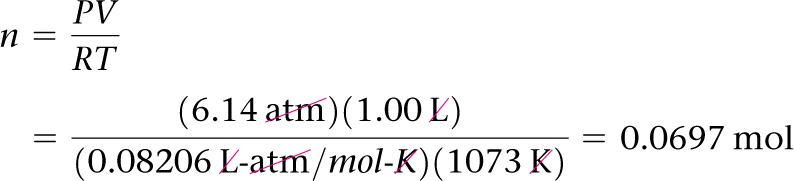 n = PV/RT
= (6.14 atm)(1.00 L)/(0.08206 L-atm/mol-K)(1073 K) = 0.0697 mol